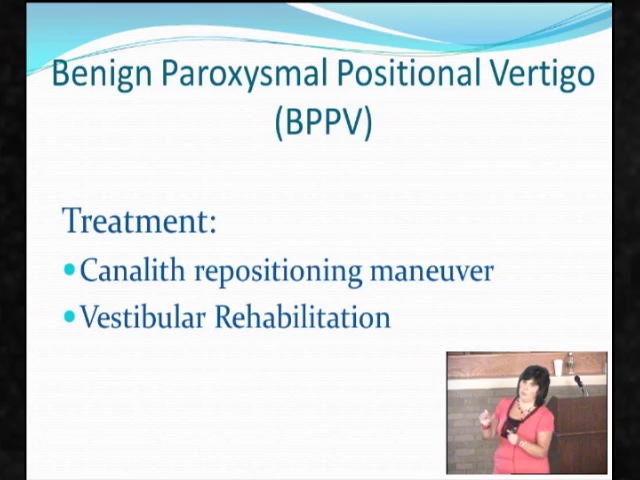 Benign Paroxysmal Positional Vertigo
(BPPV)
Treatment:
•Canalith repositioning maneuver
•Vestibular Rehabilitation